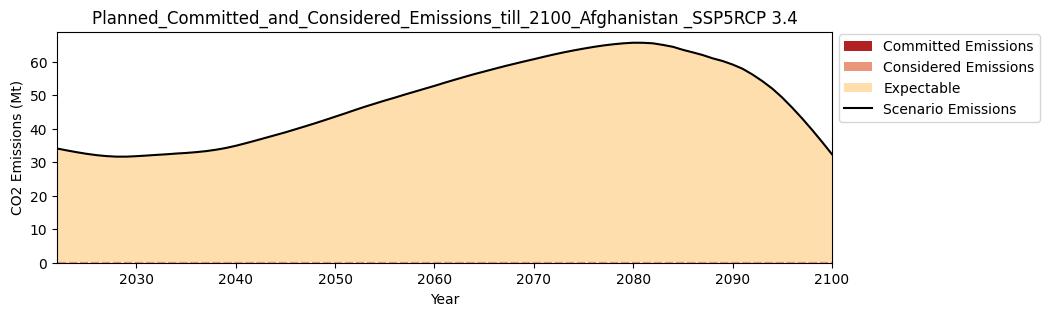 Planned_Committed_and_Considered_Emissions_till_2100_Afghanistan _SSP5RCP 3.4
Committed Emissions
Considered Emissions
Expectable
Scenario Emissions
CO2 Emissions (Mt)
60
50
40
30
20
10
0
2030 2040 2050 2060 2070 2080 2090 2100
Year